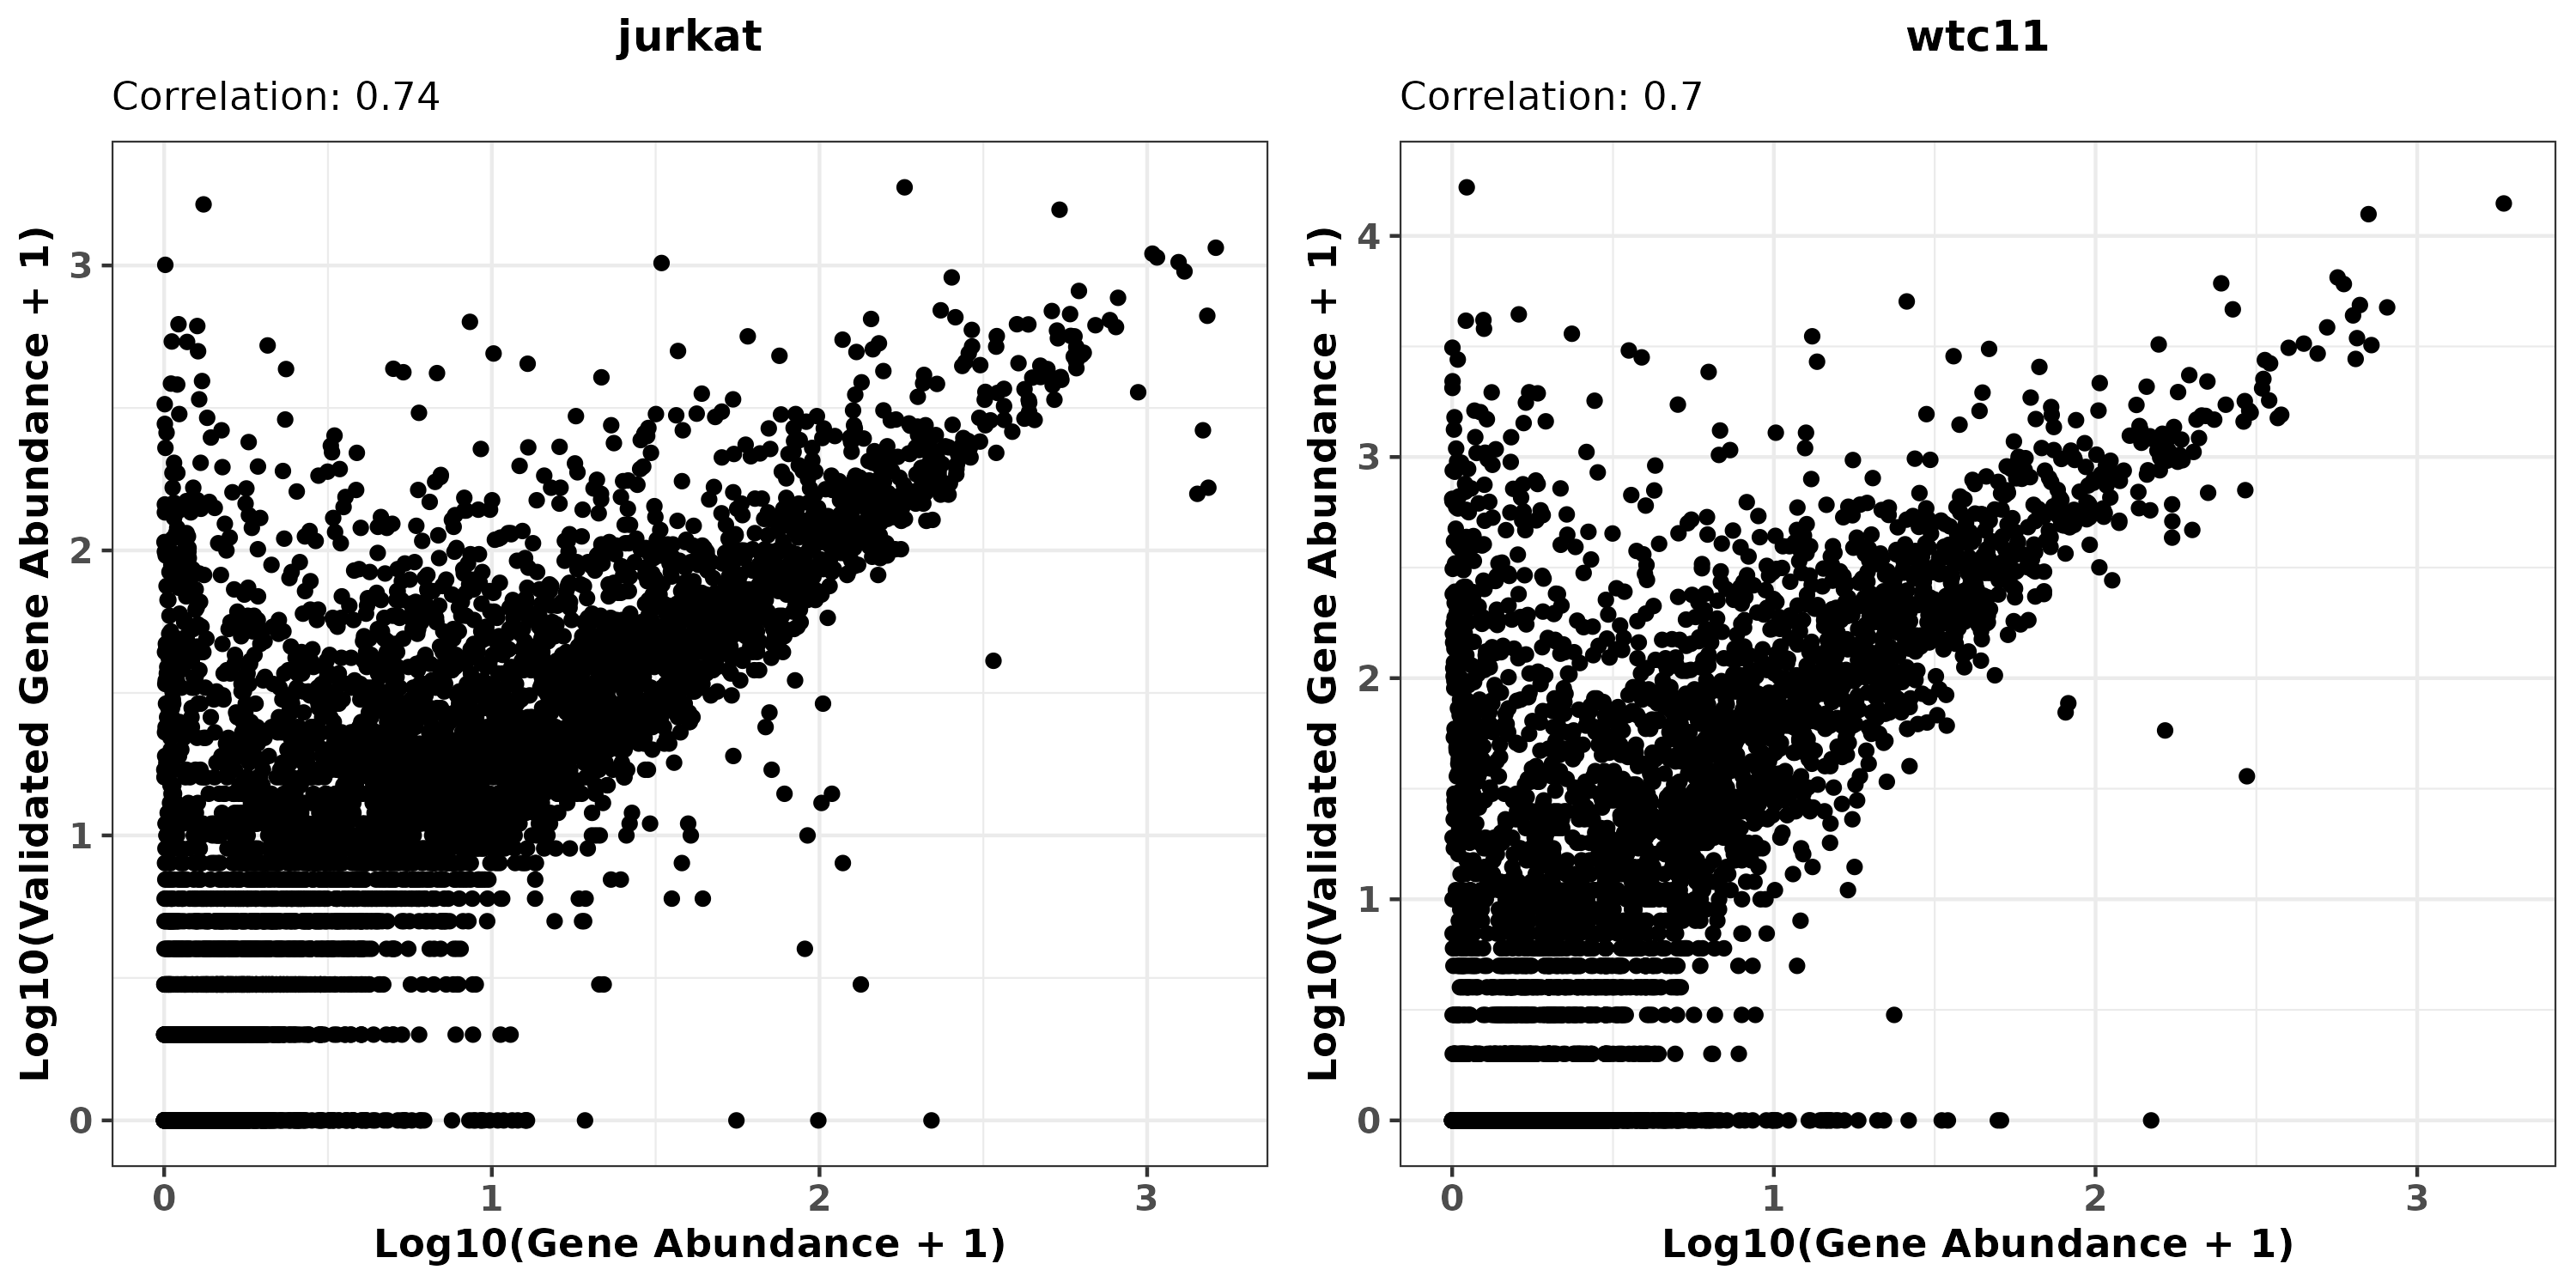 jurkat
Correlation: 0.74
Log10(Validated Gene Abundance + 1)
3
2
1
0
0 1 2 3
Log10(Gene Abundance + 1)
wtc11
Correlation: 0.7
Log10(Validated Gene Abundance + 1)
4
3
2
1
0
0 1 2 3
Log10(Gene Abundance + 1)